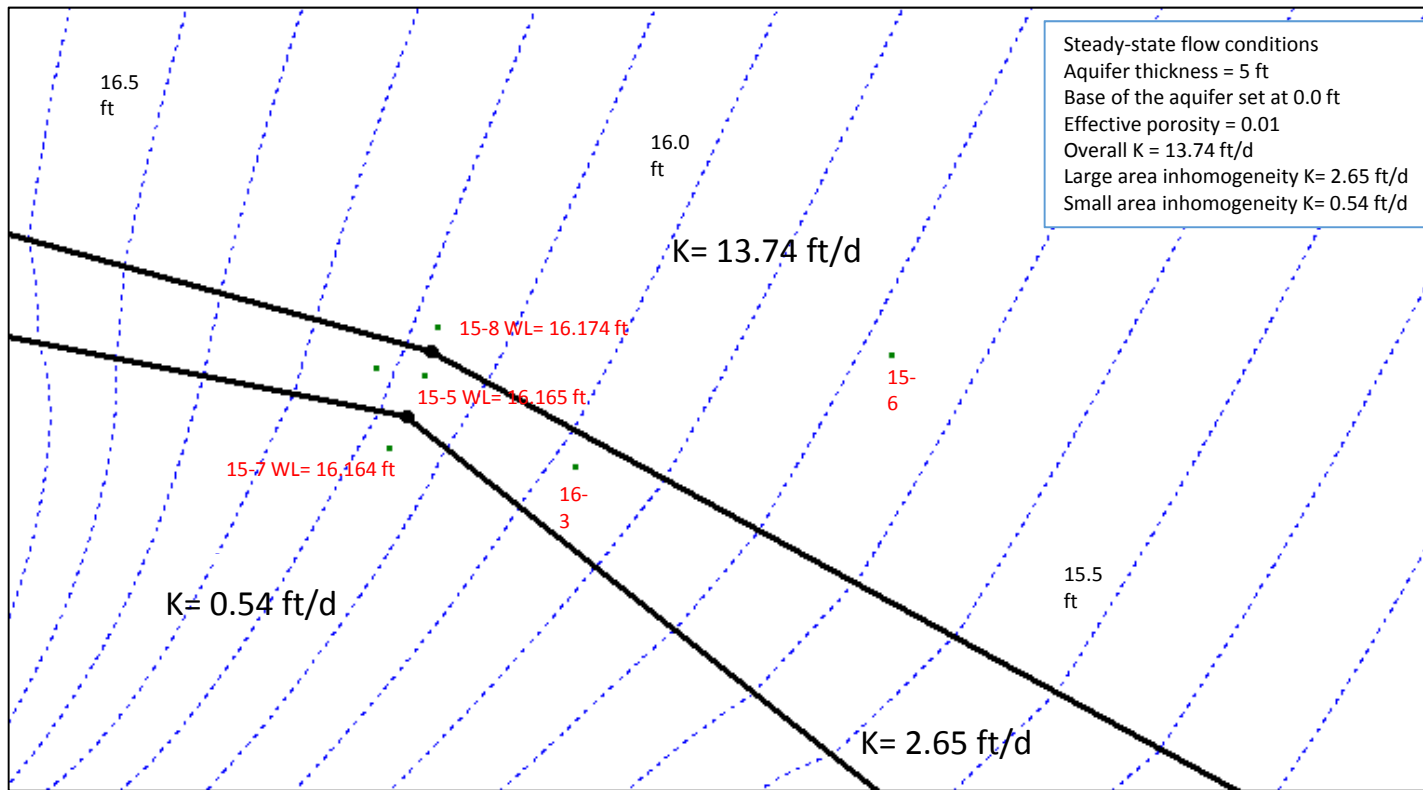 Steady-state flow conditions
Aquifer thickness = 5 ft
Base of the aquifer set at 0.0 ft
Effective porosity = 0.01
Overall K = 13.74 ft/d
Large area inhomogeneity K= 2.65 ft/d
Small area inhomogeneity K= 0.54 ft/d
16.5
ft
16.0
ft
K= 13.74 ft/d
15-8 WL= 16.174 ft
15-
6
15-5 WL= 16.165 ft
15-7 WL= 16.164 ft
16-
3
15.5
ft
K= 0.54 ft/d
K= 2.65 ft/d